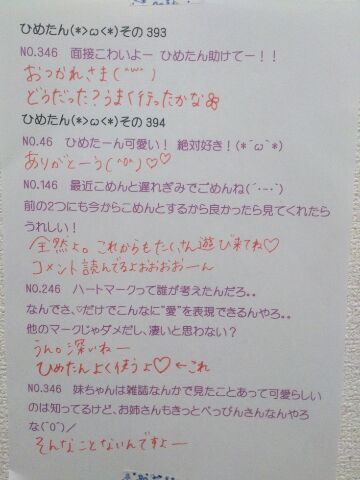 ひめたん(*>ω<*)その393
NO.346　面接こわいよー ひめたん助けてー！！
おつかれさま(^ω^)
どうだった？うまく行ったかな
ひめたん(*>ω<*)その394
NO.46　ひめたーん可愛い！ 絶対好き！(*´ω`*)
ありがとーう(^o^)♡♡
NO.146　最近こめんと遅れぎみでごめんね(´･－･`)
前の2つにも今からこめんとするから良かったら見てくれたら
うれしい！
全然よ。これからもたくさん遊び来てね♡
コメント読んでるよおおおおーん
NO.246　ハートマークって誰が考えたんだろ。。
なんでさ、♡だけでこんなに"愛"を表現できるんやろ。。
他のマークじゃダメだし、凄いと思わない？
うん。深いねー
ひめたんよく使うよ♡←これ
NO.346　妹ちゃんは雑誌なんかで見たことあって可愛らしい
のは知ってるけど、お姉さんもきっとべっぴんさんなんやろ
な(^0^)／
そんなことないんですよー